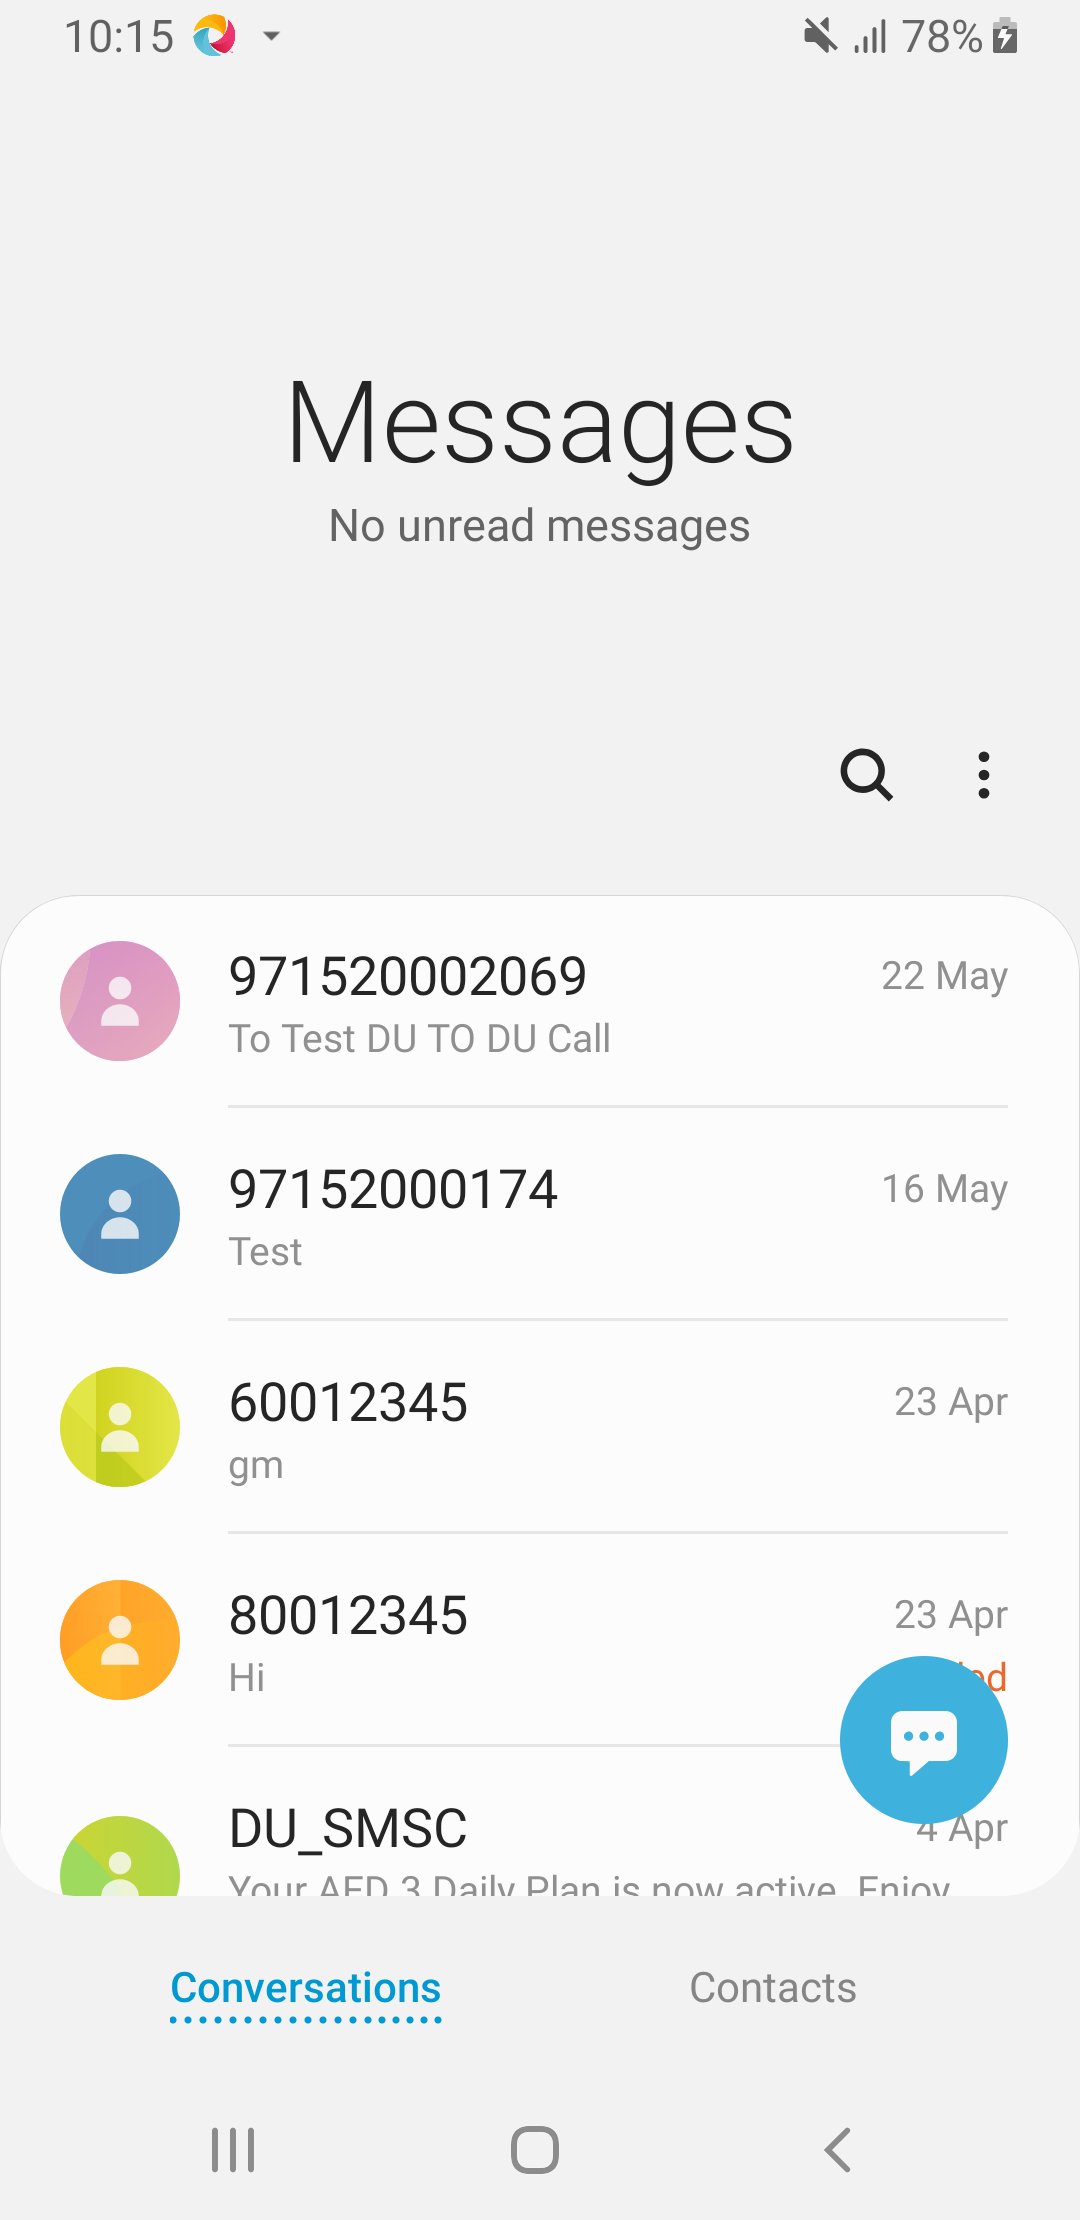 10:15
78%
Messages
No unread messages
971520002069
22 May
To Test DU TO DU Call
97152000174
16 May
Test
60012345
23 Apr
gm
80012345
23 Apr
Hi
DU_SMSC
4 Apr
Your AED 3 Daily Plan is now active. Enjoy
Conversations
Contacts